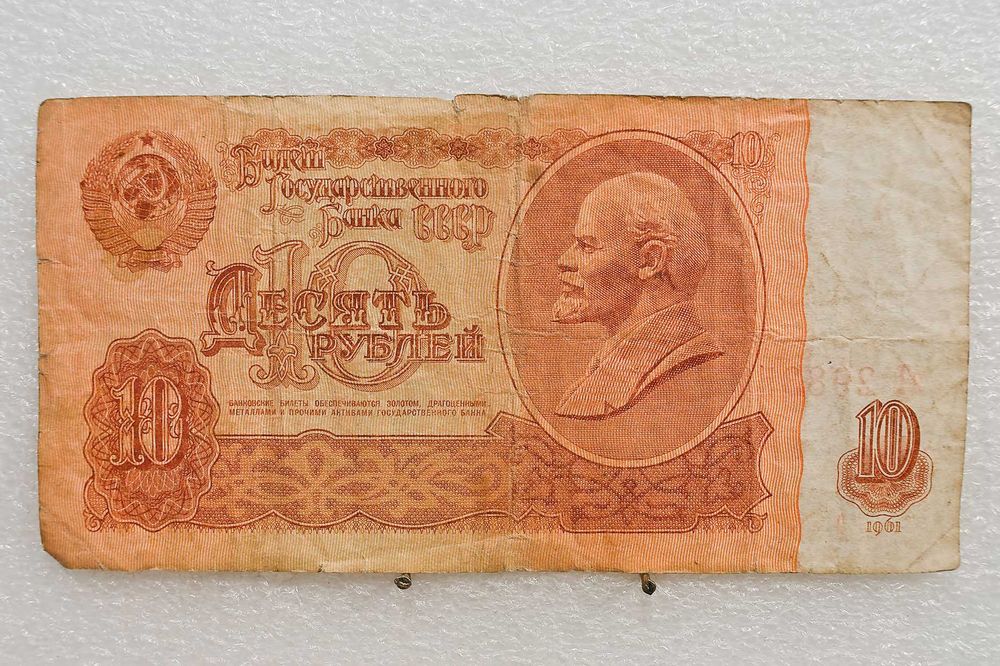 Билет
Государственного
Банка СССР
10
10
Десять
рублей
БАНКОВСКИЕ БИЛЕТЫ ОБЕСПЕЧИВАЮТСЯ ЗОЛОТОМ, ДРАГОЦЕННЫМИ
МЕТАЛЛАМИ И ПРОЧИМИ АКТИВАМИ ГОСУДАРСТВЕННОГО БАНКА
10
10
1961